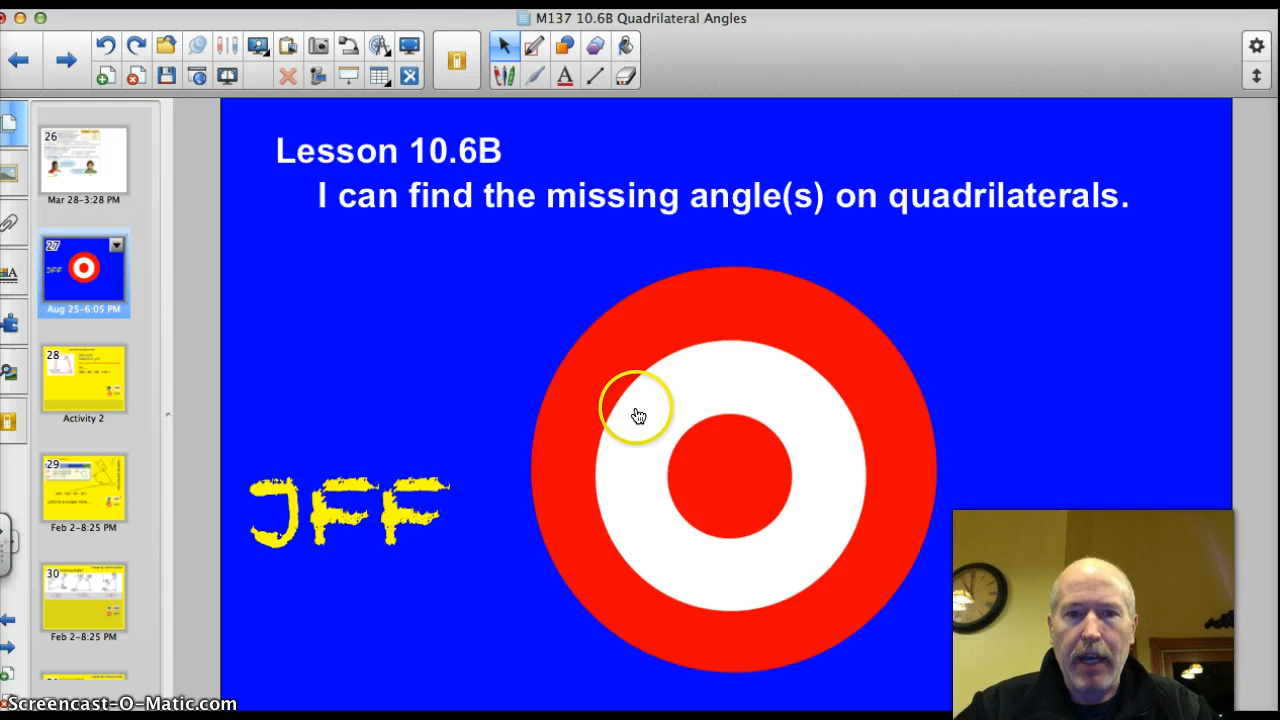 M137 10.6B Quadrilateral Angles
26
Mar 28-3:28 PM
27
JFF
Aug 25-6:05 PM
28
Activity 2
29
Feb 2-8:25 PM
30
Feb 2-8:25 PM
Lesson 10.6B
I can find the missing angle(s) on quadrilaterals.
JFF
Screencast-O-Matic.com